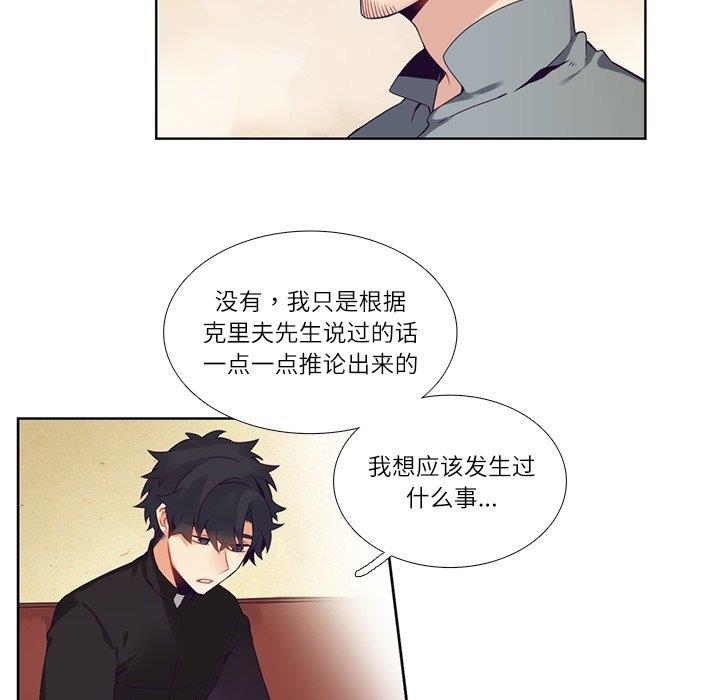 没有，我只是根据
克里夫先生说过的话
一点一点推论出来的
我想应该发生过
什么事...